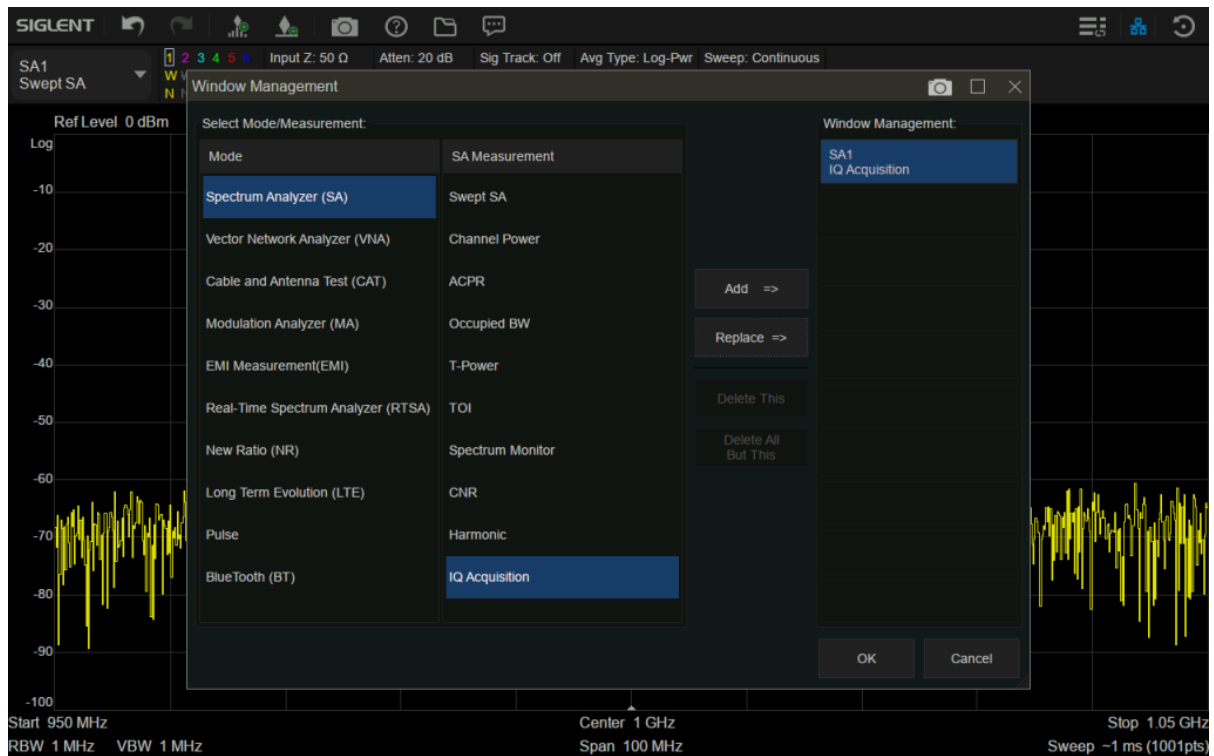 SIGLENT
SA1
Swept SA
1 2 3 4 5 6 Input Z: 50 Ω Atten: 20 dB Sig Track: Off Avg Type: Log-Pwr Sweep: Continuous
W
N
Window Management
Ref Level 0 dBm
Log
-10
-20
-30
-40
-50
-60
-70
-80
-90
-100
Select Mode/Measurement:
Mode
Spectrum Analyzer (SA)
Vector Network Analyzer (VNA)
Cable and Antenna Test (CAT)
Modulation Analyzer (MA)
EMI Measurement(EMI)
Real-Time Spectrum Analyzer (RTSA)
New Ratio (NR)
Long Term Evolution (LTE)
Pulse
BlueTooth (BT)
SA Measurement
Swept SA
Channel Power
ACPR
Occupied BW
T-Power
TOI
Spectrum Monitor
CNR
Harmonic
IQ Acquisition
Add =>
Replace =>
Delete This
Delete All
But This
Window Management:
SA1
IQ Acquisition
OK
Cancel
Start 950 MHz
Center 1 GHz
Stop 1.05 GHz
RBW 1 MHz VBW 1 MHz
Span 100 MHz
Sweep ~1 ms (1001pts)